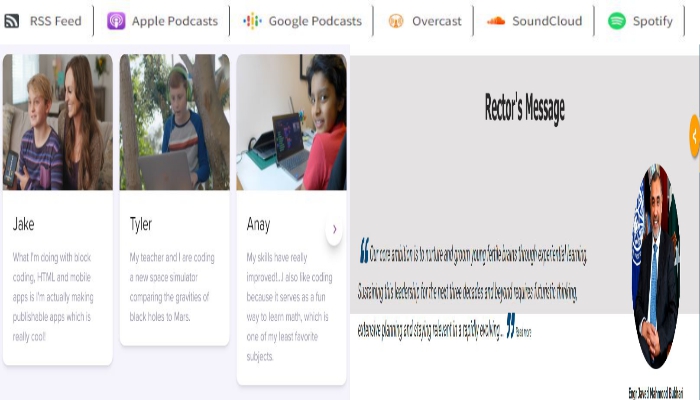 RSS Feed
Apple Podcasts
Google Podcasts
Overcast
SoundCloud
Spotify
Jake
What I'm doing with block
coding, HTML and mobile
apps is I'm actually making
publishable apps which is
really cool!
Tyler
My teacher and I are coding
a new space simulator
comparing the gravities of
black holes to Mars.
Anay
My skills have really
improved!..I also like coding
because it serves as a fun
way to learn math, which is
one of my least favorite
subjects.
Rector's Message
Our core ambition is to nurture and groom young fertile brains through experiential learning.
Sustaining this leadership for the next three decades and beyond requires futuristic thinking,
extensive planning and staying relevant in a rapidly evolving... Read more
Engr Javed Mahmood Bukhari